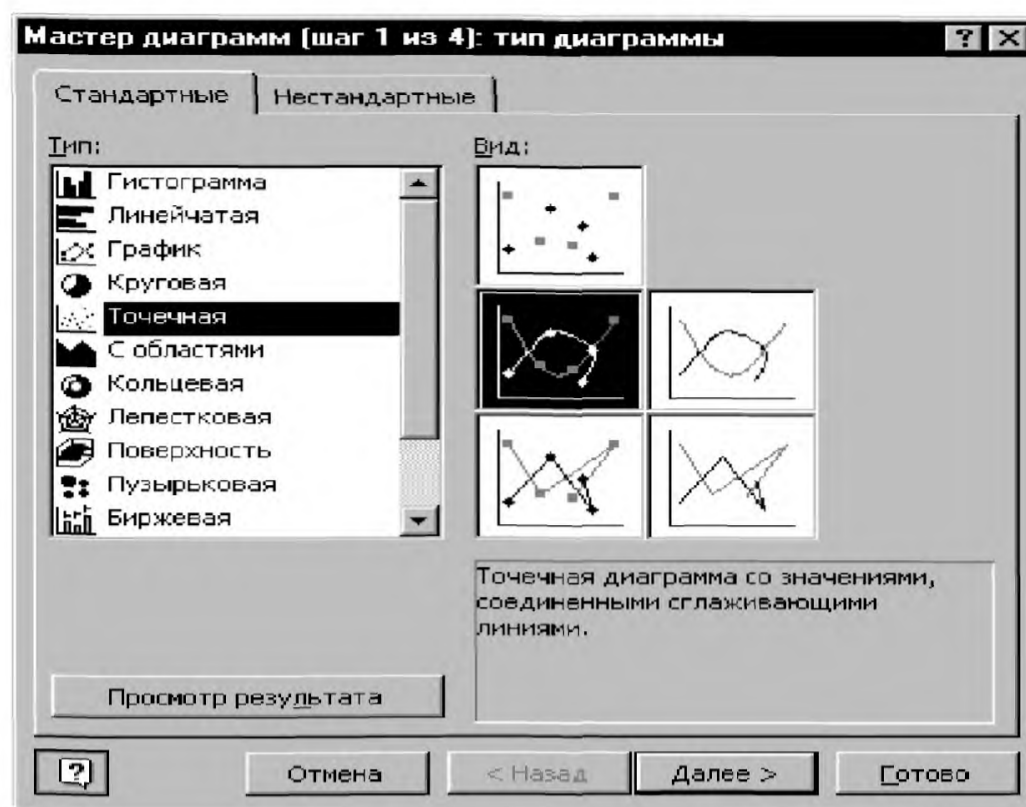 Мастер диаграмм (шаг 1 из 4): тип диаграммы
Стандартные Нестандартные
Тип:
Гистограмма
Линейчатая
График
Круговая
Точечная
С областями
Кольцевая
Лепестковая
Поверхность
Пузырьковая
Биржевая
Вид:
Точечная диаграмма со значениями,
соединенными сглаживающими
линиями.
Просмотр результата
Отмена < Назад Далее > Готово